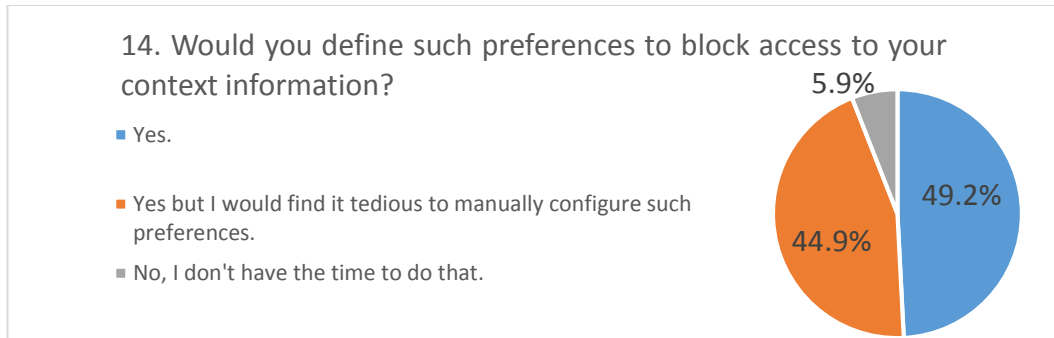 14. Would you define such preferences to block access to your
context information?
5.9%
Yes.
49.2%
Yes but I would find it tedious to manually configure such
preferences.
44.9%
No, I don't have the time to do that.